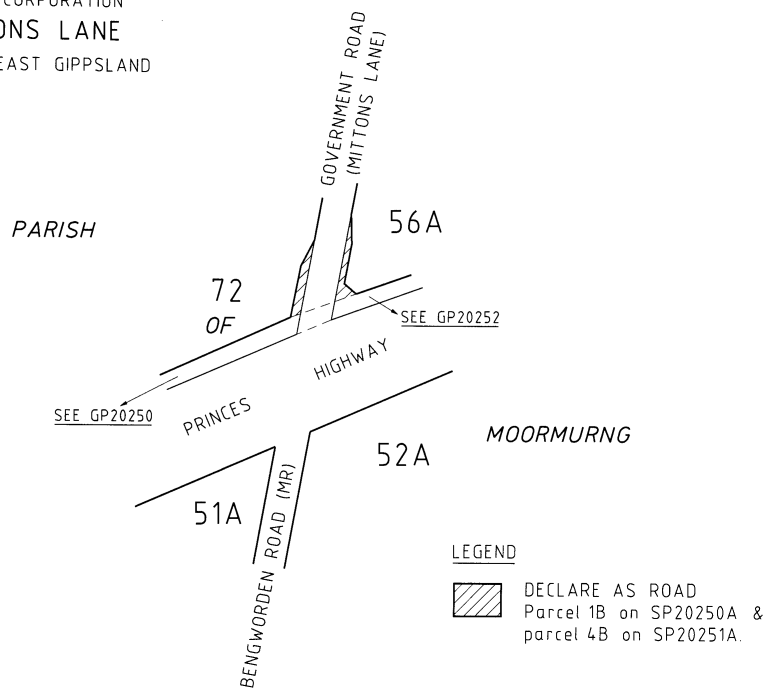 CORPORATION
ONS LANE
EAST GIPPSLAND
GOVERNMENT ROAD
(MITTONS LANE)
PARISH
56A
72
OF
SEE GP20252
HIGHWAY
SEE GP20250
PRINCES
MOORMURNG
52A
51A
BENGWORDEN ROAD (MR)
LEGEND
DECLARE AS ROAD
Parcel 1B on SP20250A &
parcel 4B on SP20251A.